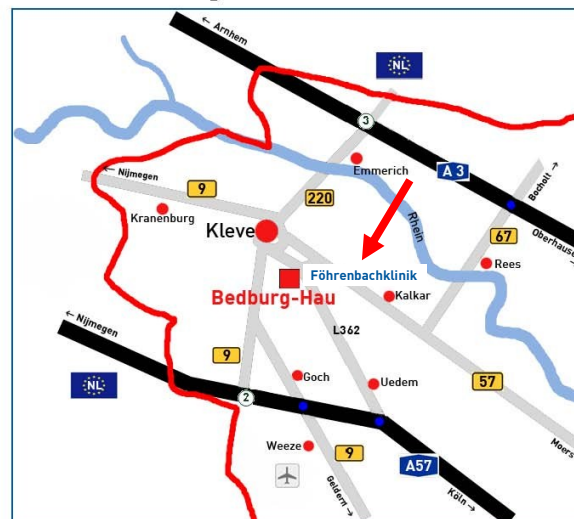 ← Arnhem
NL
3
← Nijmegen
9
Emmerich
A 3
Bocholt →
220
Kranenburg
Rhein
67
Oberhause
Kleve
Rees
Föhrenbachklinik
Bedburg-Hau
Kalkar
← Nijmegen
L362
9
NL
Goch
Uedem
57
2
Weeze
9
Moers
A57
Geldern →
Köln →